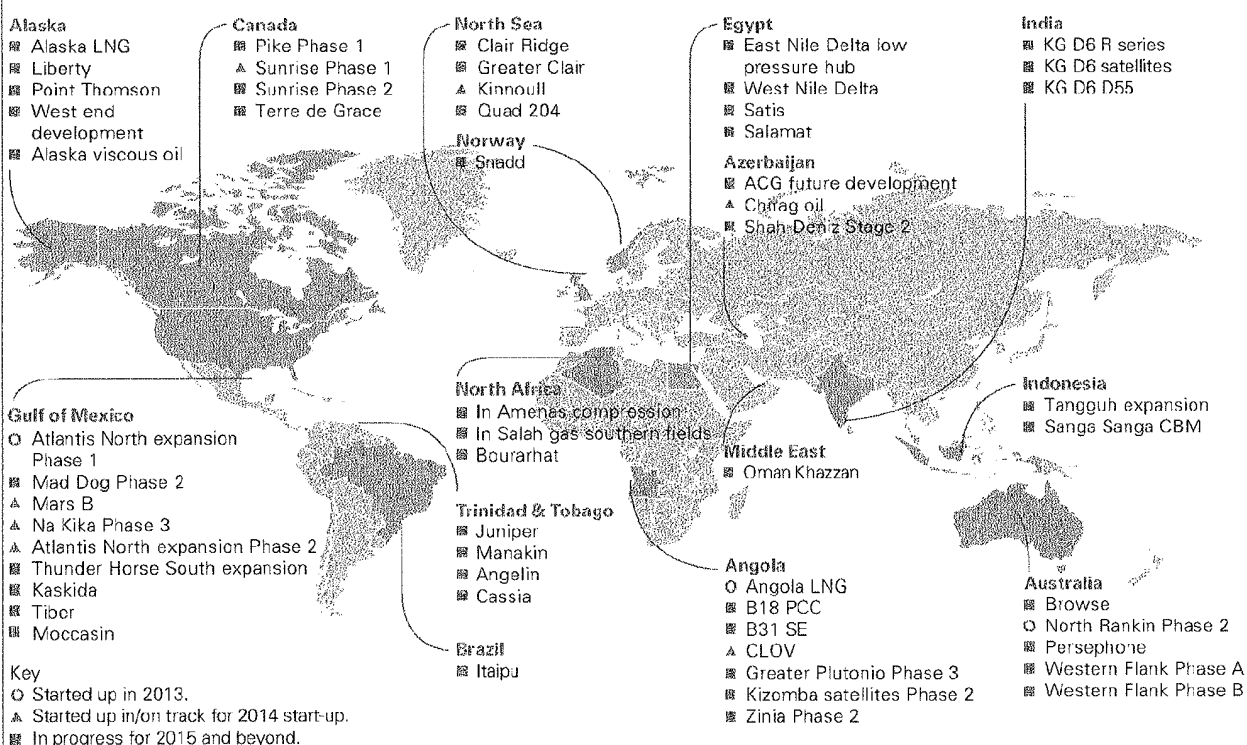 Alaska
Alaska LNG
Liberty
Point Thomson
West end
development
Alaska viscous oil
Canada
Pike Phase 1
Sunrise Phase 1
Sunrise Phase 2
Terre de Grace
North Sea
Clair Ridge
Greater Clair
Kinnoull
Quad 204
Norway
Snadd
Egypt
East Nile Delta low
pressure hub
West Nile Delta
Satis
Salamat
Azerbaijan
ACG future development
Chirag oil
Shah Deniz Stage 2
India
KG D6 R series
KG D6 satellites
KG D6 D55
Gulf of Mexico
Atlantis North expansion
Phase 1
Mad Dog Phase 2
Mars B
Na Kika Phase 3
Atlantis North expansion Phase 2
Thunder Horse South expansion
Kaskida
Tiber
Moccasin
North Africa
In Amenas compression
In Salah gas southern fields
Bourarhat
Trinidad & Tobago
Juniper
Manakin
Angelin
Cassia
Brazil
Itaipu
Middle East
Oman Khazzan
Angola
Angola LNG
B18 PCC
B31 SE
CLOV
Greater Plutonio Phase 3
Kizomba satellites Phase 2
Zinia Phase 2
Indonesia
Tangguh expansion
Sanga Sanga CBM
Australia
Browse
North Rankin Phase 2
Persephone
Western Flank Phase A
Western Flank Phase B
Key
Started up in 2013.
Started up in/on track for 2014 start-up.
In progress for 2015 and beyond.